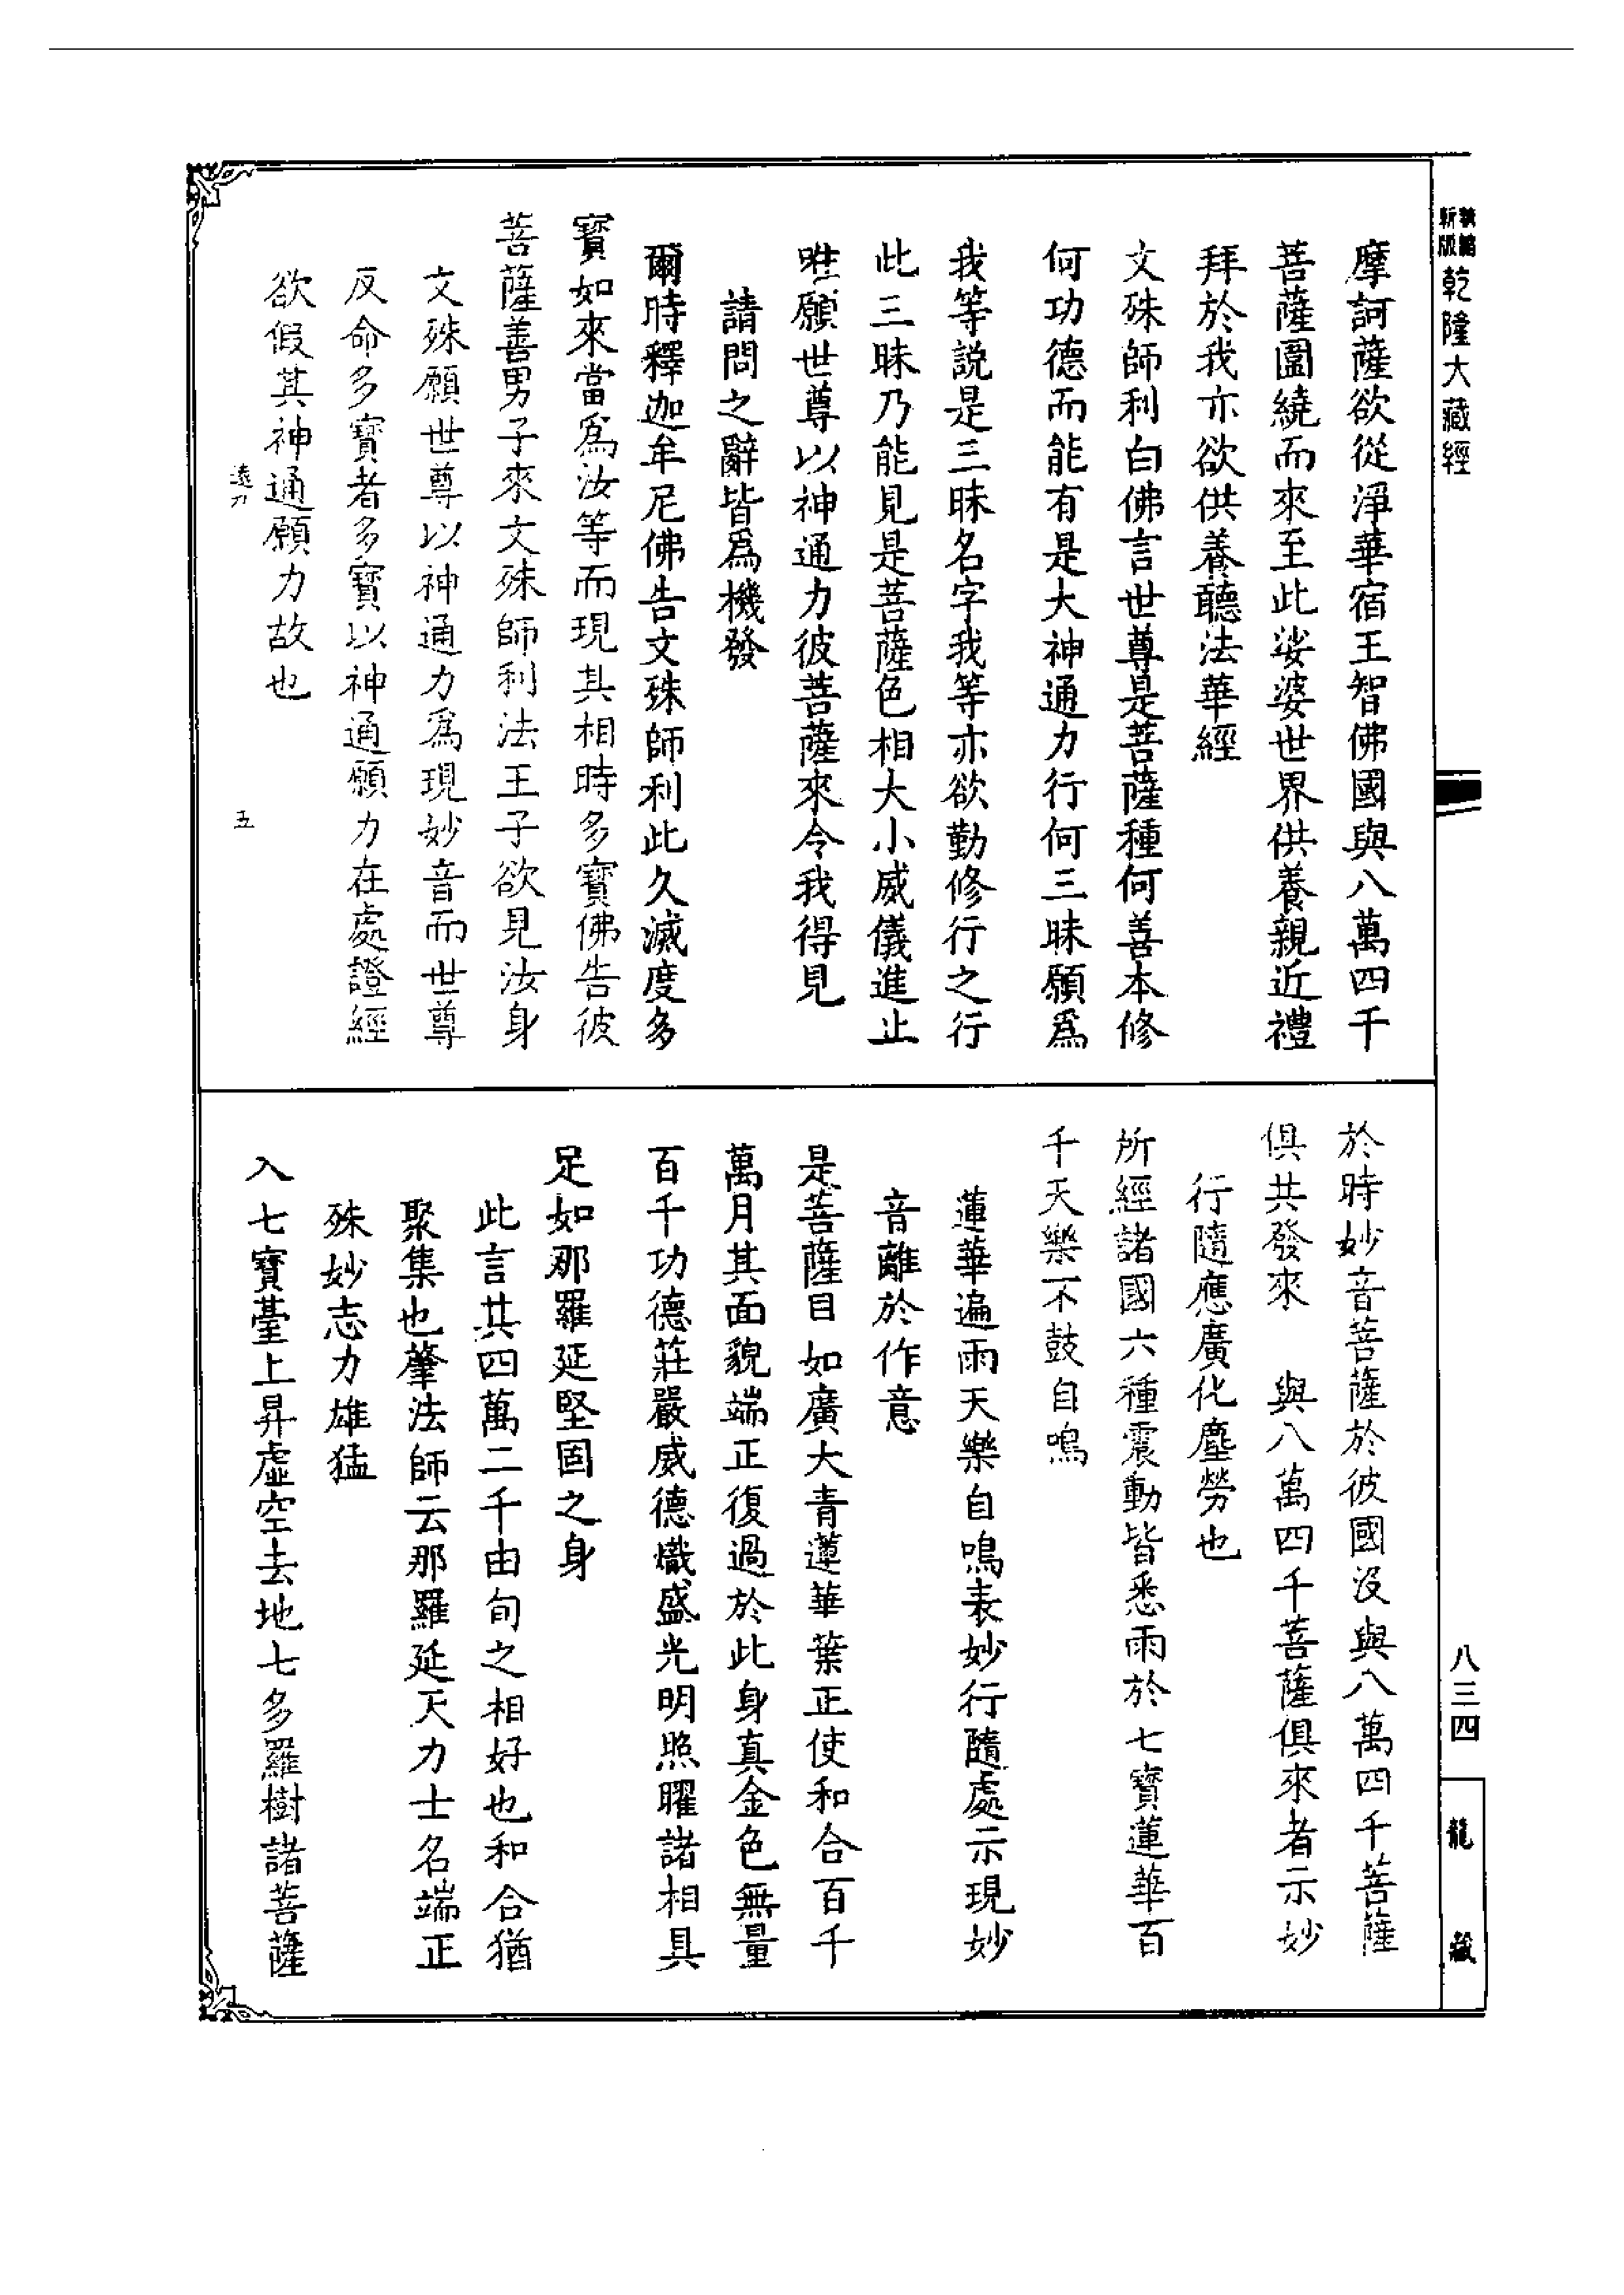 乾隆大藏經
摩訶薩欲從淨華宿王智佛國與八萬四千
菩薩圍繞而來至此娑婆世界供養親近禮
拜於我亦欲供養聽法華經
文殊師利白佛言世尊是菩薩種何善本修
何功德而能有是大神通力行何三昧願爲
我等説是三昧名字我等亦欲勤修行之行
此三昧乃能見是菩薩色相大小威儀進止
唯願世尊以神通力彼菩薩來令我得見
請問之辭皆爲機發
爾時釋迦牟尼佛告文殊師利此久滅度多
寶如來當爲汝等而現其相時多寶佛告彼
菩薩善男子來文殊師利法王子欲見汝身
文殊願世尊以神通力爲現妙音而世尊
反命多寶者多寶以神通願力在處證經
欲假其神通願力故也
五
於時妙音菩薩於彼國沒與八萬四千菩薩
俱共發來 與八萬四千菩薩俱來者示妙
行隨應廣化塵勞也
所經諸國六種震動皆悉雨於七寶蓮華百
千天樂不鼓自鳴
蓮華遍雨天樂自鳴表妙行隨處示現妙
音離於作意
是菩薩目如廣大青蓮華葉正使和合百千
萬月其面貌端正復過於此身真金色無量
百千功德莊嚴威德熾盛光明照曜諸相具
足如那羅延堅固之身
此言其四萬二千由旬之相好也和合猶
聚集也肇法師云那羅延天力士名端正
殊妙志力雄猛
入七寶臺上昇虛空去地七多羅樹諸菩薩
八三四
龍藏